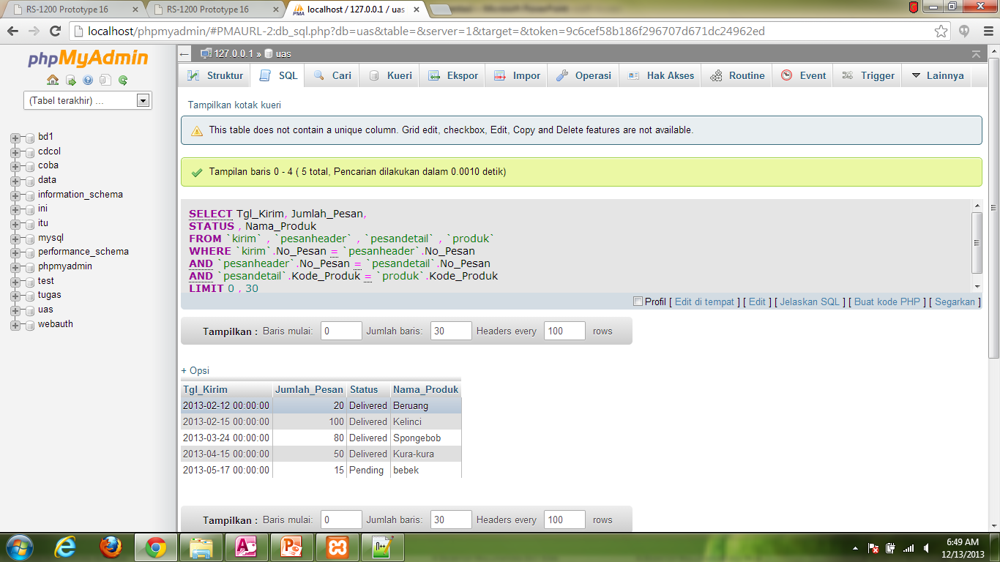 RS-1200 Prototype 16
RS-1200 Prototype 16
localhost / 127.0.0.1 / uas
localhost/phpmyadmin/#PMAURL-2:db_sql.php?db=uas&table=&server=1&target=&token=9c6cef58b186f296707d671dc24962ed
phpMyAdmin
(Tabel terakhir) ...
bd1
cdcol
coba
data
information_schema
ini
itu
mysql
performance_schema
phpmyadmin
test
tugas
uas
webauth
127.0.0.1 » uas
Struktur SQL Cari Kueri Ekspor Impor Operasi Hak Akses Routine Event Trigger Lainnya
Tampilkan kotak kueri
This table does not contain a unique column. Grid edit, checkbox, Edit, Copy and Delete features are not available.
Tampilan baris 0 - 4 ( 5 total, Pencarian dilakukan dalam 0.0010 detik)
SELECT Tgl_Kirim, Jumlah_Pesan,
STATUS , Nama_Produk
FROM `kirim` , `pesanheader` , `pesandetail` , `produk`
WHERE `kirim`.No_Pesan = `pesanheader`.No_Pesan
AND `pesanheader`.No_Pesan = `pesandetail`.No_Pesan
AND `pesandetail`.Kode_Produk = `produk`.Kode_Produk
LIMIT 0 , 30
Profil [ Edit di tempat ] [ Edit ] [ Jelaskan SQL ] [ Buat kode PHP ] [ Segarkan ]
Tampilkan : Baris mulai: 0 Jumlah baris: 30 Headers every 100 rows
+ Opsi
Tgl_Kirim Jumlah_Pesan Status Nama_Produk
2013-02-12 00:00:00 20 Delivered Beruang
2013-02-15 00:00:00 100 Delivered Kelinci
2013-03-24 00:00:00 80 Delivered Spongebob
2013-04-15 00:00:00 50 Delivered Kura-kura
2013-05-17 00:00:00 15 Pending bebek
Tampilkan : Baris mulai: 0 Jumlah baris: 30 Headers every 100 rows
6:49 AM
12/13/2013